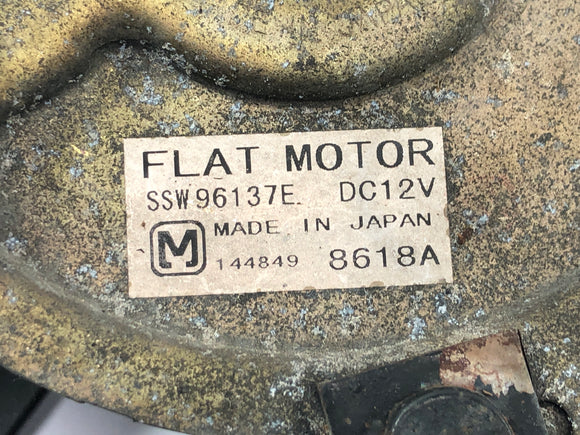 FLAT MOTOR
SSW96137E DC12V
M MADE IN JAPAN
144849 8618A